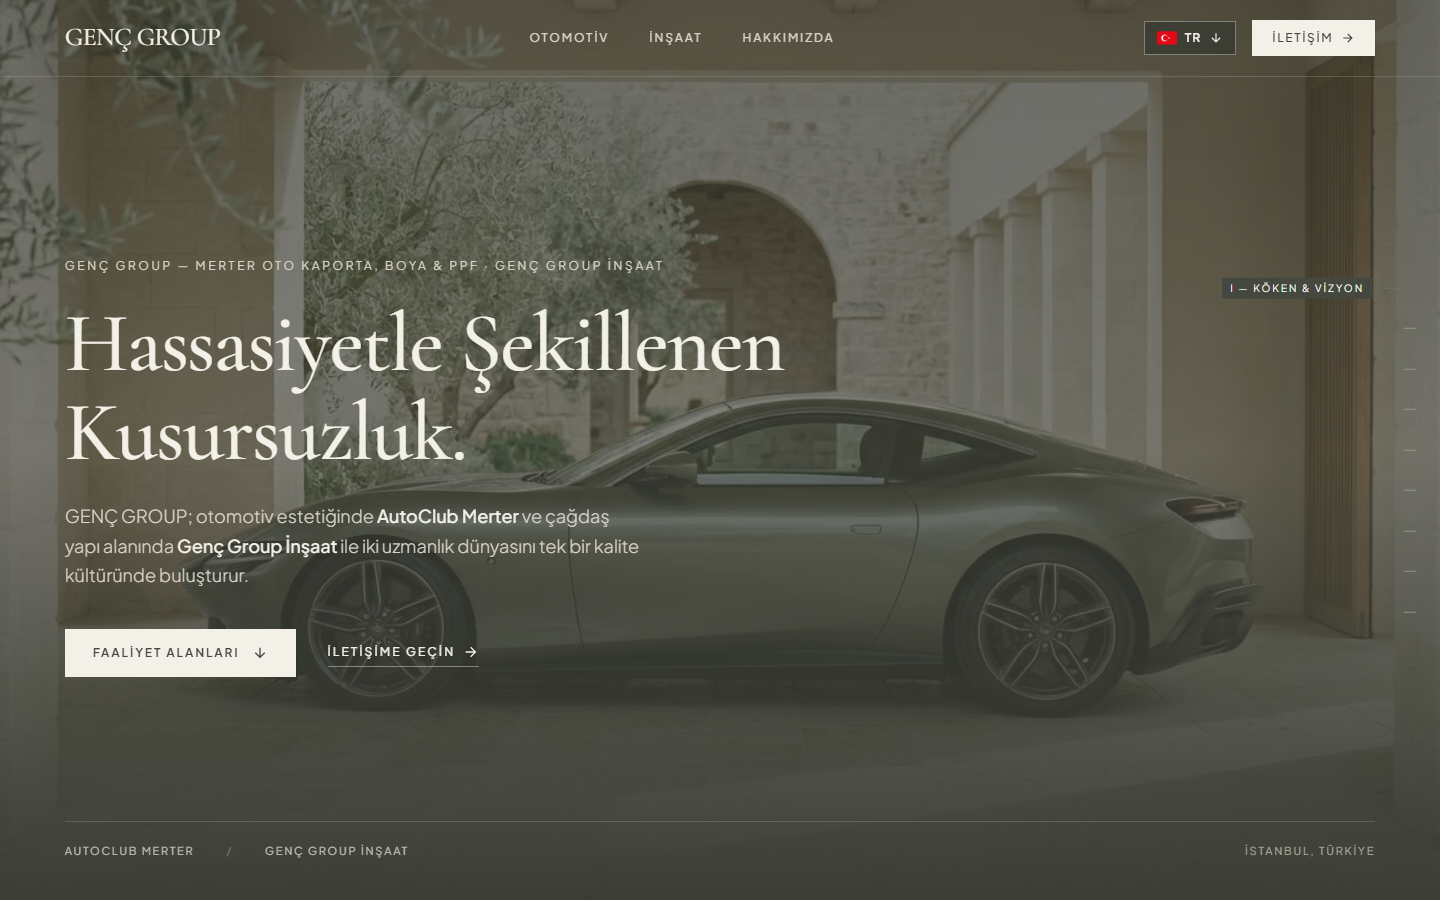 GENÇ GROUP
OTOMOTİV
İNŞAAT
HAKKIMIZDA
TR
İLETİŞİM
GENÇ GROUP — MERTER OTO KAPORTA, BOYA & PPF · GENÇ GROUP İNŞAAT
I — KÖKEN & VİZYON
Hassasiyetle Şekillenen
Kusursuzluk.
GENÇ GROUP; otomotiv estetiğinde AutoClub Merter ve çağdaş
yapı alanında Genç Group İnşaat ile iki uzmanlık dünyasını tek bir kalite
kültüründe buluşturur.
FAALİYET ALANLARI
İLETİŞİME GEÇİN
AUTOCLUB MERTER / GENÇ GROUP İNŞAAT
İSTANBUL, TÜRKİYE